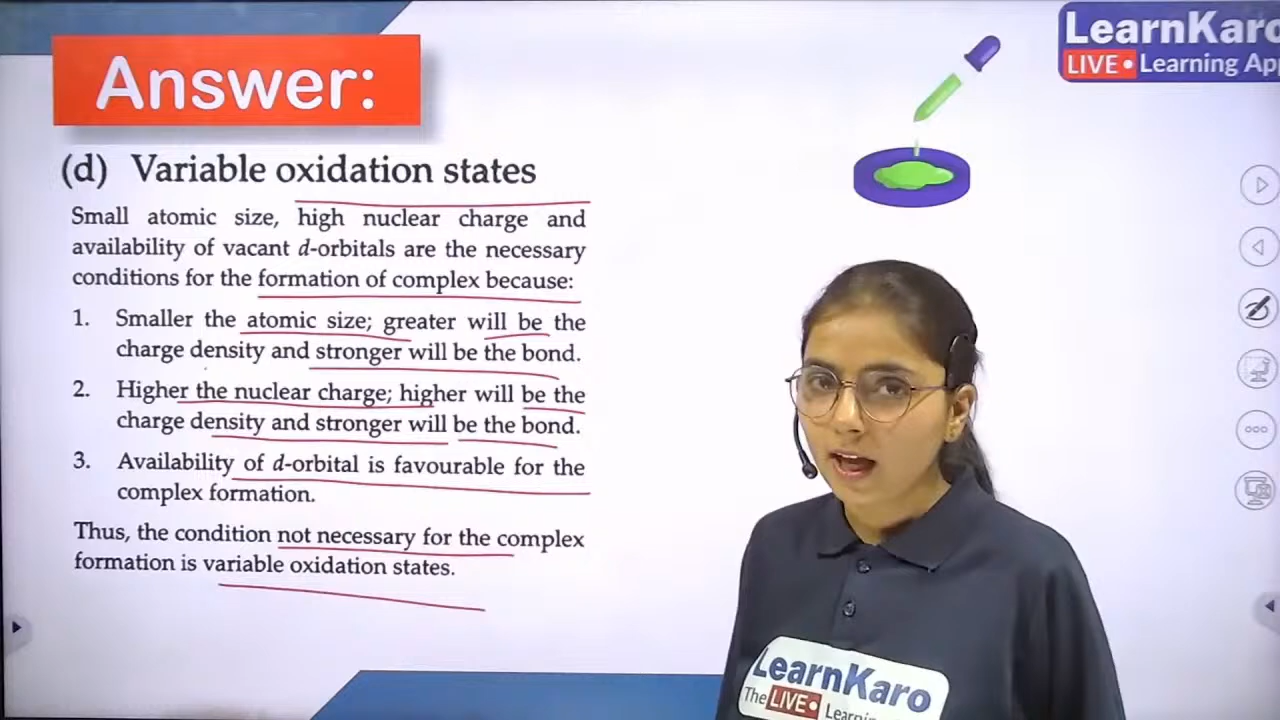 Answer:
LearnKaro
LIVE • Learning Ap
(d) Variable oxidation states
Small atomic size, high nuclear charge and
availability of vacant d-orbitals are the necessary
conditions for the formation of complex because:
1. Smaller the atomic size; greater will be the
charge density and stronger will be the bond.
2. Higher the nuclear charge; higher will be the
charge density and stronger will be the bond.
3. Availability of d-orbital is favourable for the
complex formation.
Thus, the condition not necessary for the complex
formation is variable oxidation states.
LearnKaro
The LIVE • Learnin